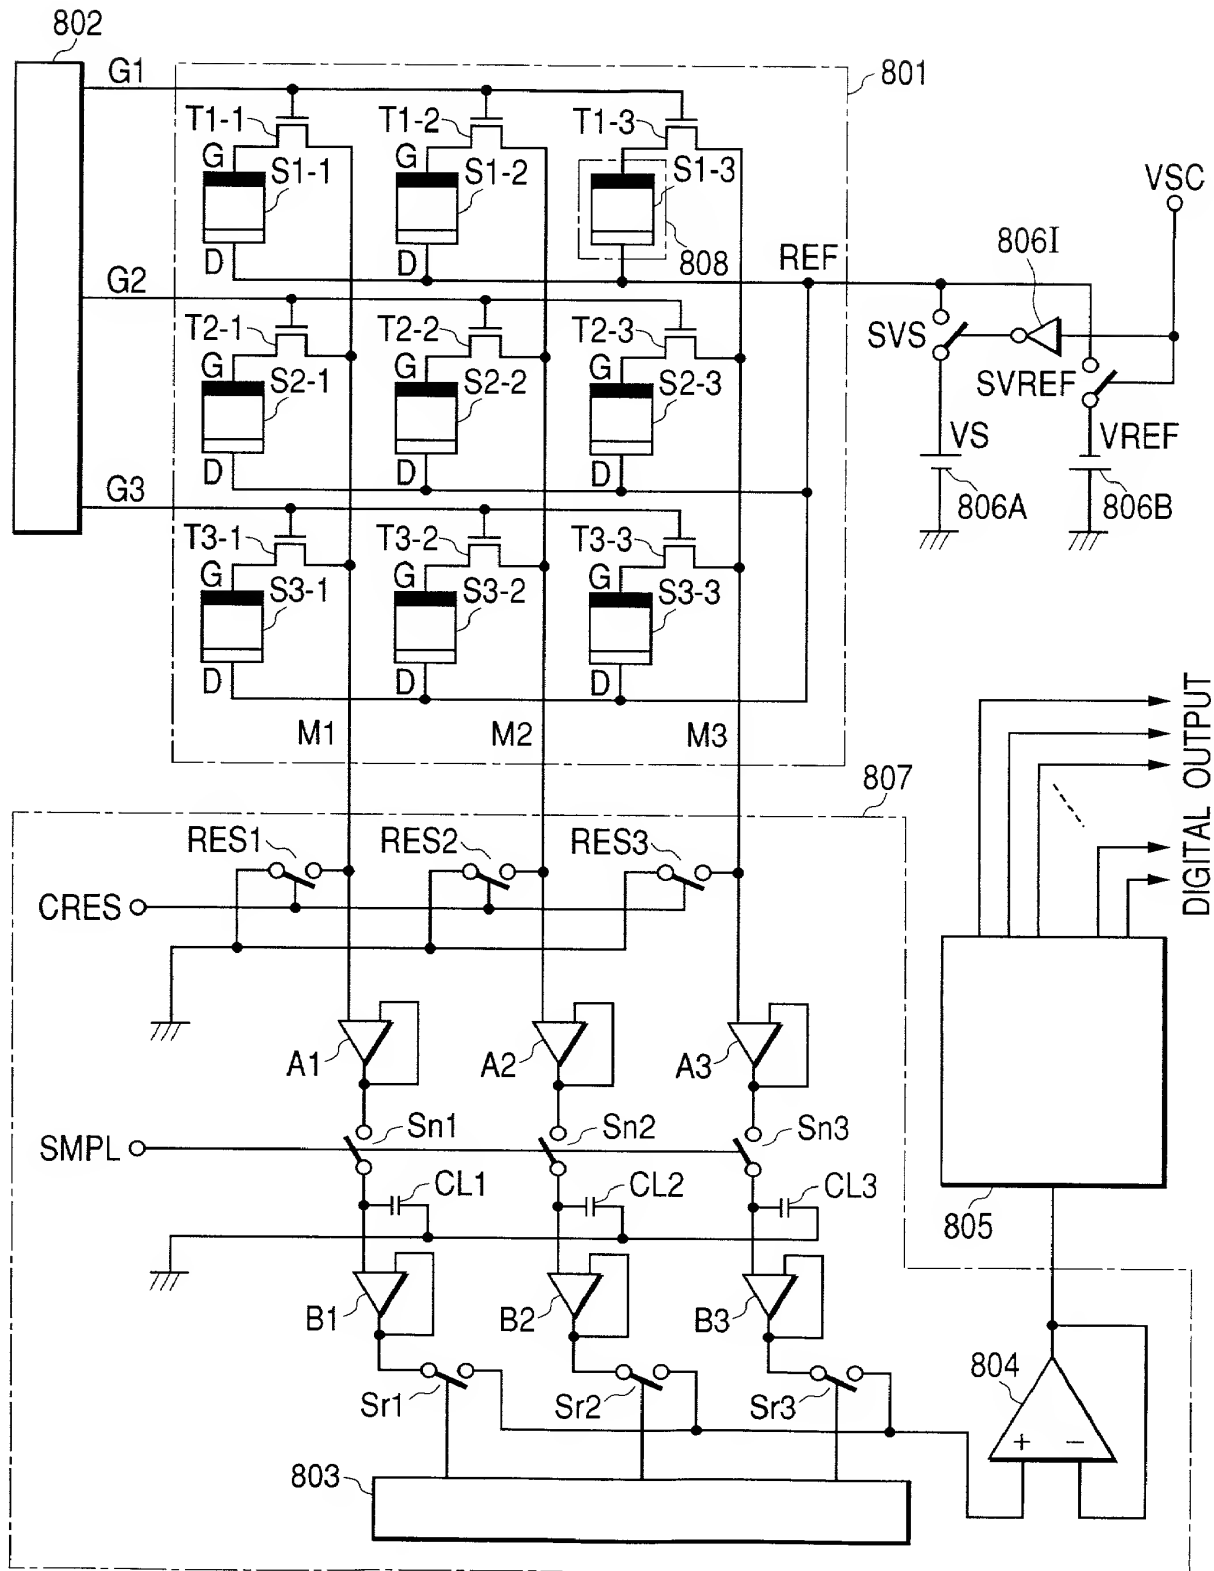 802
G1
801
T1-1
T1-2
T1-3
G
S1-1
G
S1-2
S1-3
VSC
D
D
808
REF
806I
G2
T2-1
T2-2
T2-3
SVS
G
S2-1
G
S2-2
G
S2-3
SVREF
D
D
D
VS
VREF
G3
806A
806B
T3-1
T3-2
T3-3
G
S3-1
G
S3-2
G
S3-3
D
D
D
M1
M2
M3
DIGITAL OUTPUT
807
RES1
RES2
RES3
CRES
A1
A2
A3
SMPL
Sn1
Sn2
Sn3
CL1
CL2
CL3
805
B1
B2
B3
804
Sr1
Sr2
Sr3
+ −
803